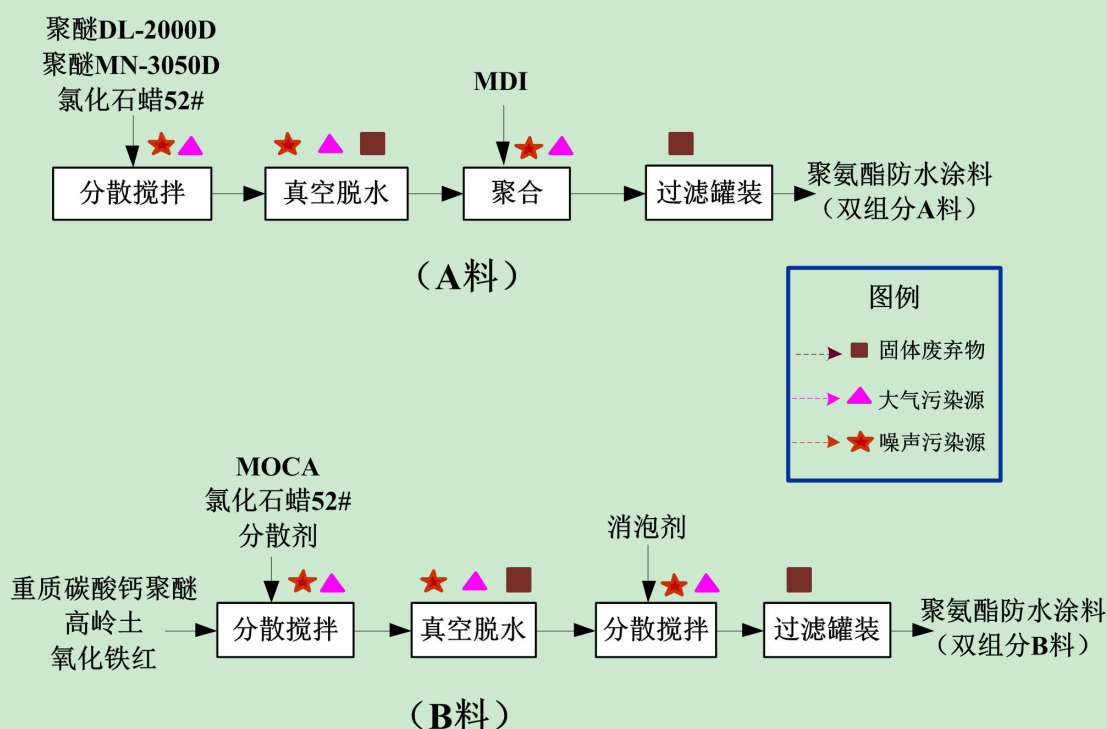 聚醚DL-2000D
聚醚MN-3050D
氯化石蜡52#
MDI
分散搅拌
真空脱水
聚合
过滤罐装
聚氨酯防水涂料
（双组分A料）
（A料）
图例
固体废弃物
大气污染源
噪声污染源
MOCA
氯化石蜡52#
分散剂
消泡剂
重质碳酸钙聚醚
高岭土
氧化铁红
分散搅拌
真空脱水
分散搅拌
过滤罐装
聚氨酯防水涂料
（双组分B料）
（B料）